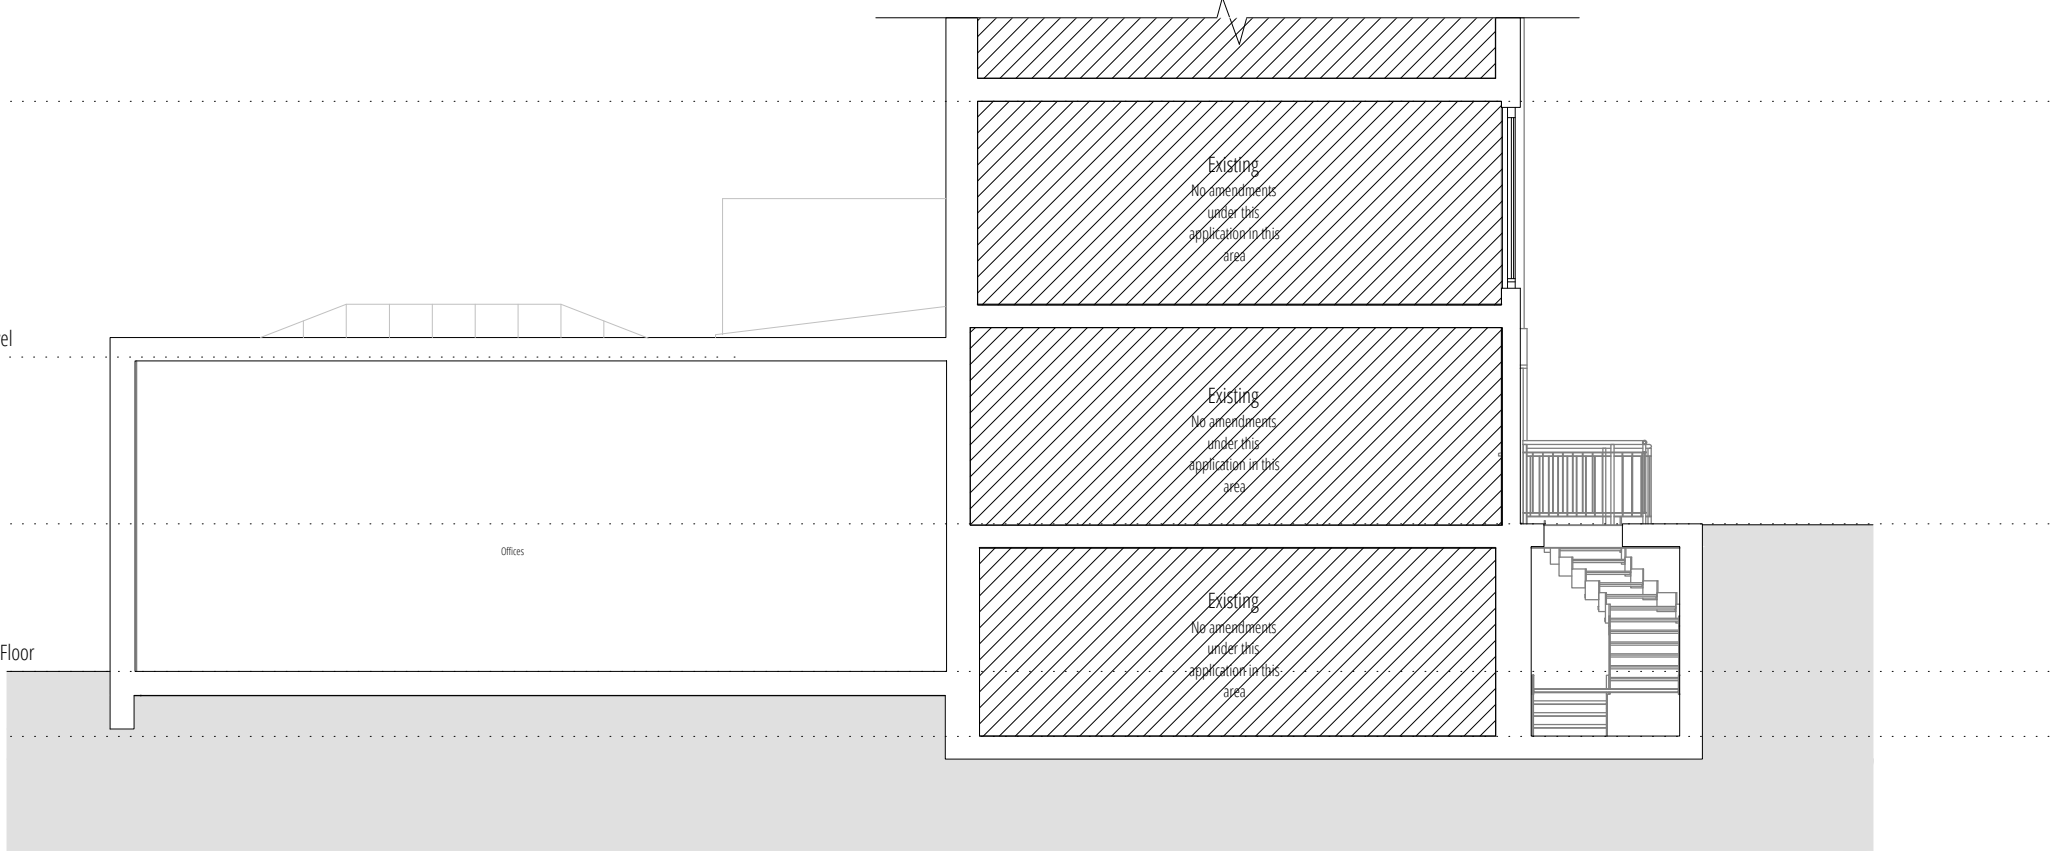 Existing
No amendments
under this
application in this
area
el
Existing
No amendments
under this
application in this
area
Offices
Existing
No amendments
under this
application in this
area
Floor